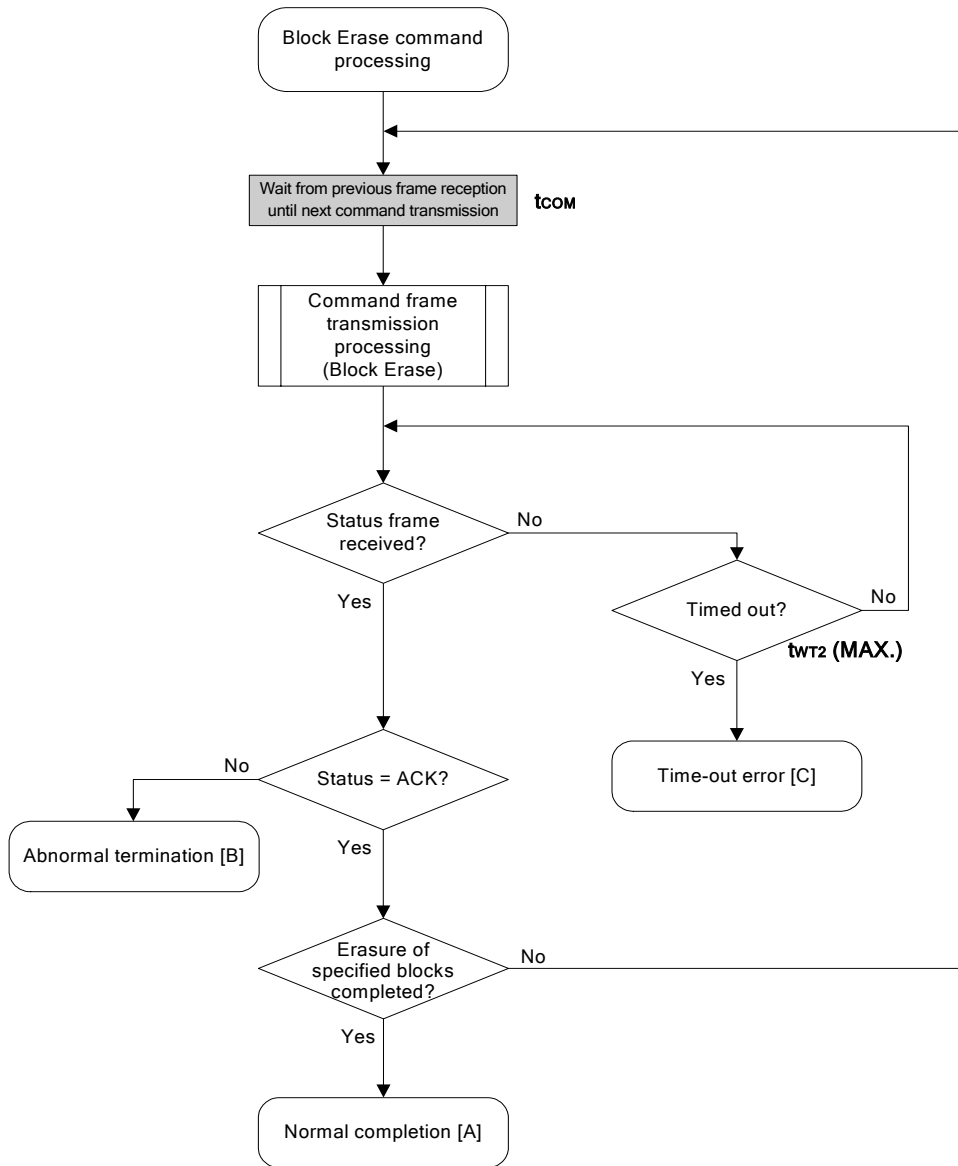 Block Erase command
processing
Wait from previous frame reception
until next command transmission
tCOM
Command frame
transmission
processing
(Block Erase)
Status frame
received?
No
Yes
Timed out?
No
tWT2 (MAX.)
Yes
Time-out error [C]
Status = ACK?
No
Yes
Abnormal termination [B]
Erasure of
specified blocks
completed?
No
Yes
Normal completion [A]